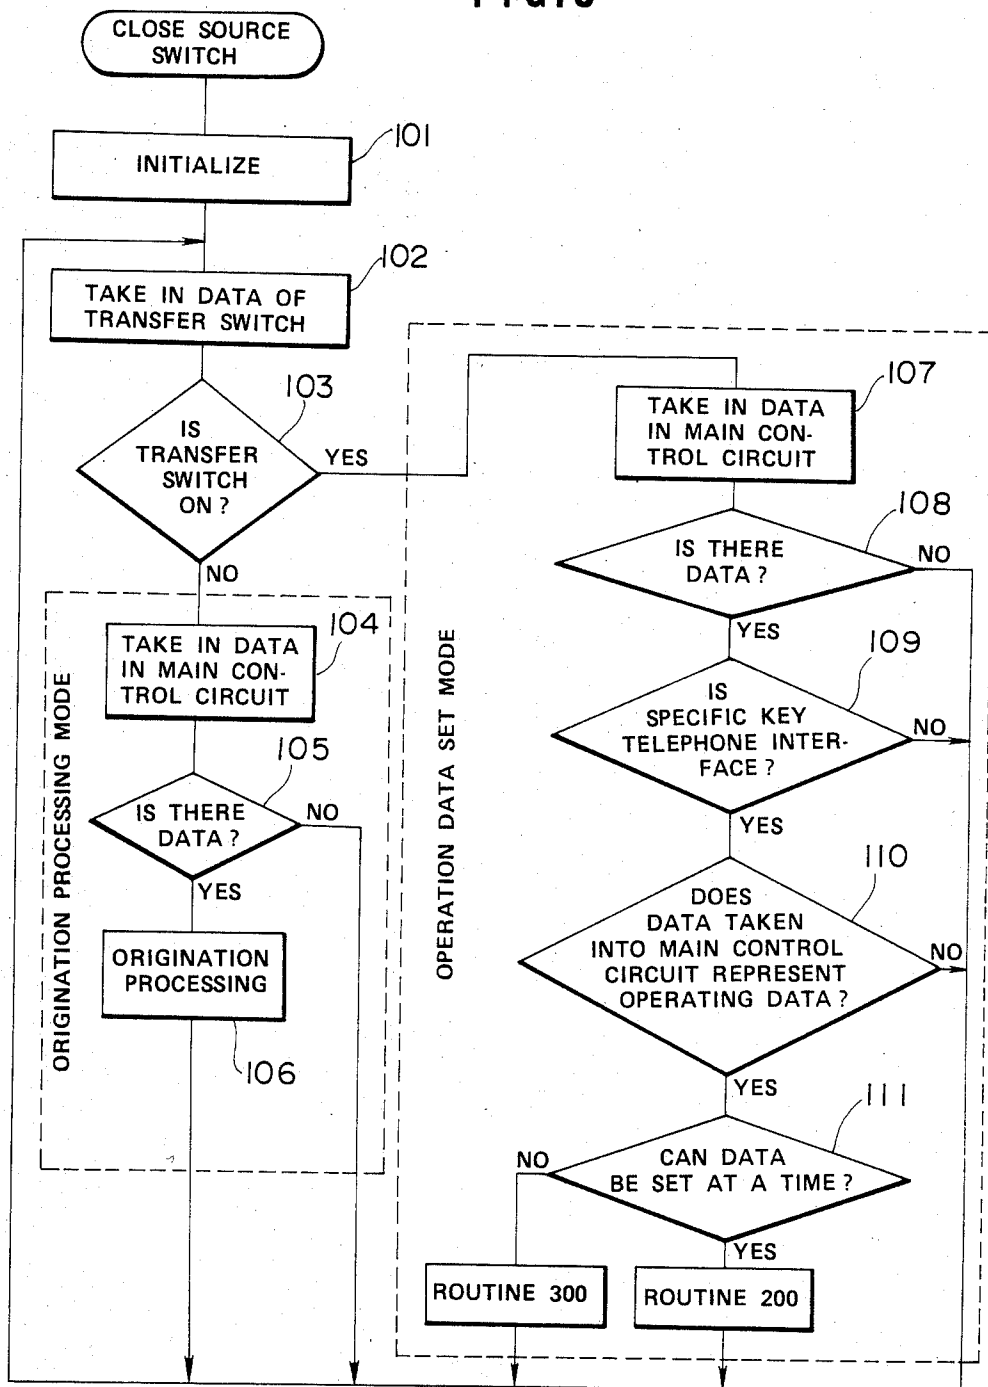 CLOSE SOURCE
SWITCH
101
INITIALIZE
102
TAKE IN DATA OF
TRANSFER SWITCH
103
IS
TRANSFER
SWITCH
ON ?
YES
NO
ORIGINATION PROCESSING MODE
104
TAKE IN DATA
IN MAIN CON-
TROL CIRCUIT
105
IS THERE
DATA ?
NO
YES
ORIGINATION
PROCESSING
106
OPERATION DATA SET MODE
107
TAKE IN DATA
IN MAIN CON-
TROL CIRCUIT
108
IS THERE
DATA ?
NO
YES
109
IS
SPECIFIC KEY
TELEPHONE INTER-
FACE ?
NO
YES
110
DOES
DATA TAKEN
INTO MAIN CONTROL
CIRCUIT REPRESENT
OPERATING DATA ?
NO
YES
111
CAN DATA
BE SET AT A TIME ?
NO
YES
ROUTINE 300
ROUTINE 200